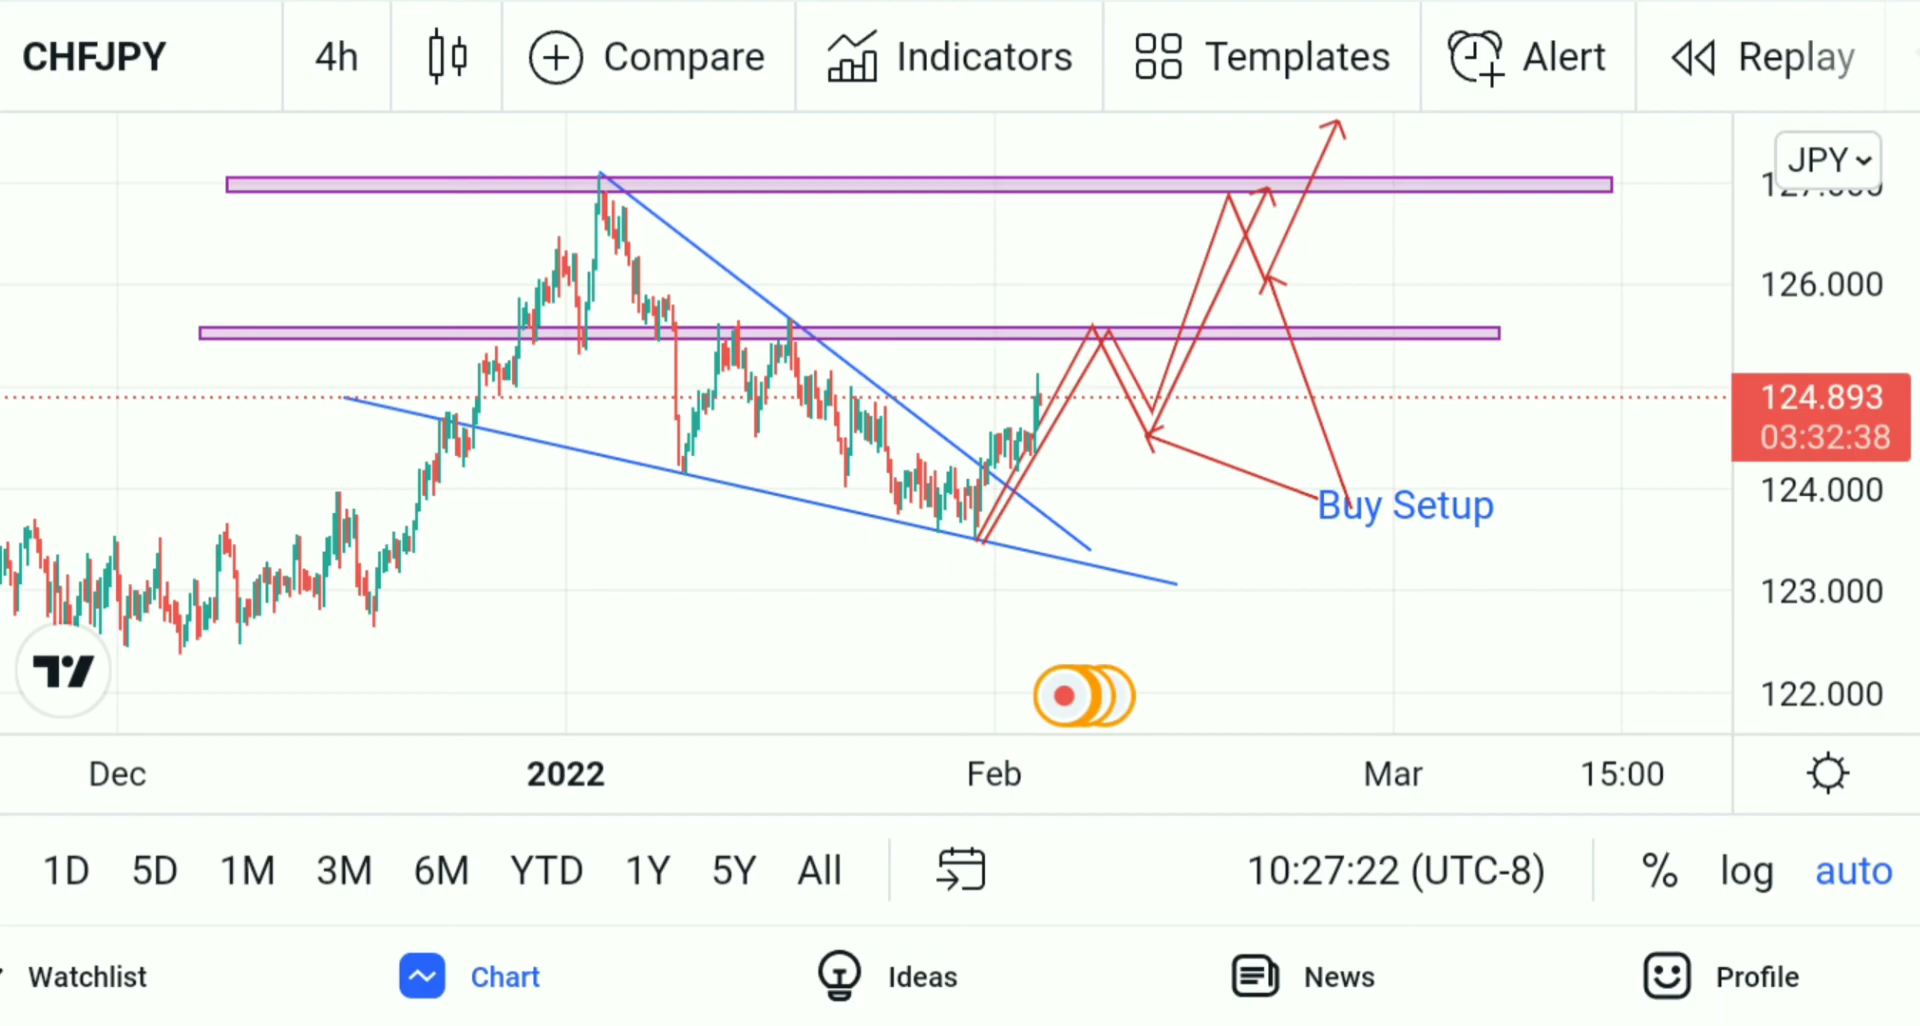 CHFJPY
4h
Compare
Indicators
Templates
Alert
Replay
JPY
127.000
126.000
124.893
03:32:38
124.000
123.000
122.000
Buy Setup
Dec
2022
Feb
Mar
15:00
1D 5D 1M 3M 6M YTD 1Y 5Y All
10:27:22 (UTC-8)
% log auto
Watchlist
Chart
Ideas
News
Profile